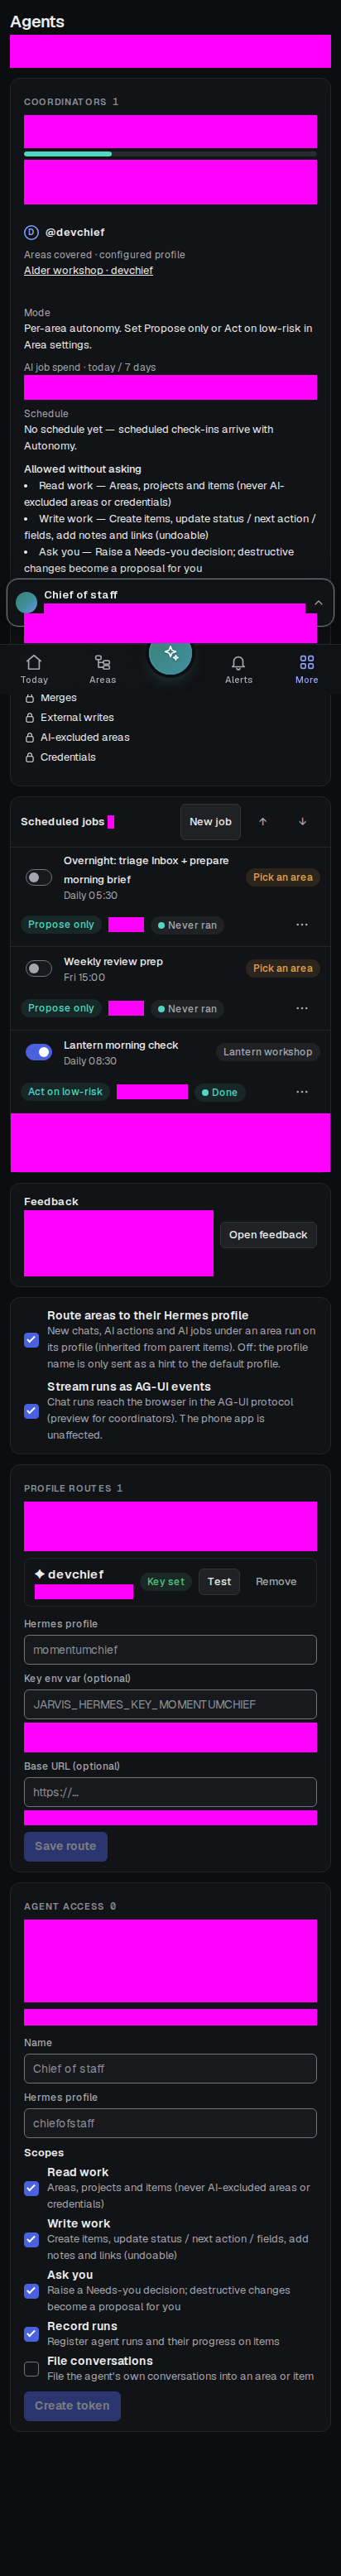 Agents
COORDINATORS 1
D @devchief
Areas covered · configured profile
Alder workshop · devchief
Mode
Per-area autonomy. Set Propose only or Act on low-risk in
Area settings.
AI job spend · today / 7 days
Schedule
No schedule yet — scheduled check-ins arrive with
Autonomy.
Allowed without asking
• Read work — Areas, projects and items (never AI-
excluded areas or credentials)
• Write work — Create items, update status / next action /
fields, add notes and links (undoable)
• Ask you — Raise a Needs-you decision; destructive
changes become a proposal for you
Chief of staff
Today
Areas
Alerts
More
Merges
External writes
AI-excluded areas
Credentials
Scheduled jobs
New job
Overnight: triage Inbox + prepare
morning brief
Daily 05:30
Pick an area
Propose only
Never ran
Weekly review prep
Fri 15:00
Pick an area
Propose only
Never ran
Lantern morning check
Daily 08:30
Lantern workshop
Act on low-risk
Done
Feedback
Open feedback
Route areas to their Hermes profile
New chats, AI actions and AI jobs under an area run on
its profile (inherited from parent items). Off: the profile
name is only sent as a hint to the default profile.
Stream runs as AG-UI events
Chat runs reach the browser in the AG-UI protocol
(preview for coordinators). The phone app is
unaffected.
PROFILE ROUTES 1
devchief
Key set
Test
Remove
Hermes profile
momentumchief
Key env var (optional)
JARVIS_HERMES_KEY_MOMENTUMCHIEF
Base URL (optional)
https://…
Save route
AGENT ACCESS 0
Name
Chief of staff
Hermes profile
chiefofstaff
Scopes
Read work
Areas, projects and items (never AI-excluded areas or
credentials)
Write work
Create items, update status / next action / fields, add
notes and links (undoable)
Ask you
Raise a Needs-you decision; destructive changes
become a proposal for you
Record runs
Register agent runs and their progress on items
File conversations
File the agent's own conversations into an area or item
Create token